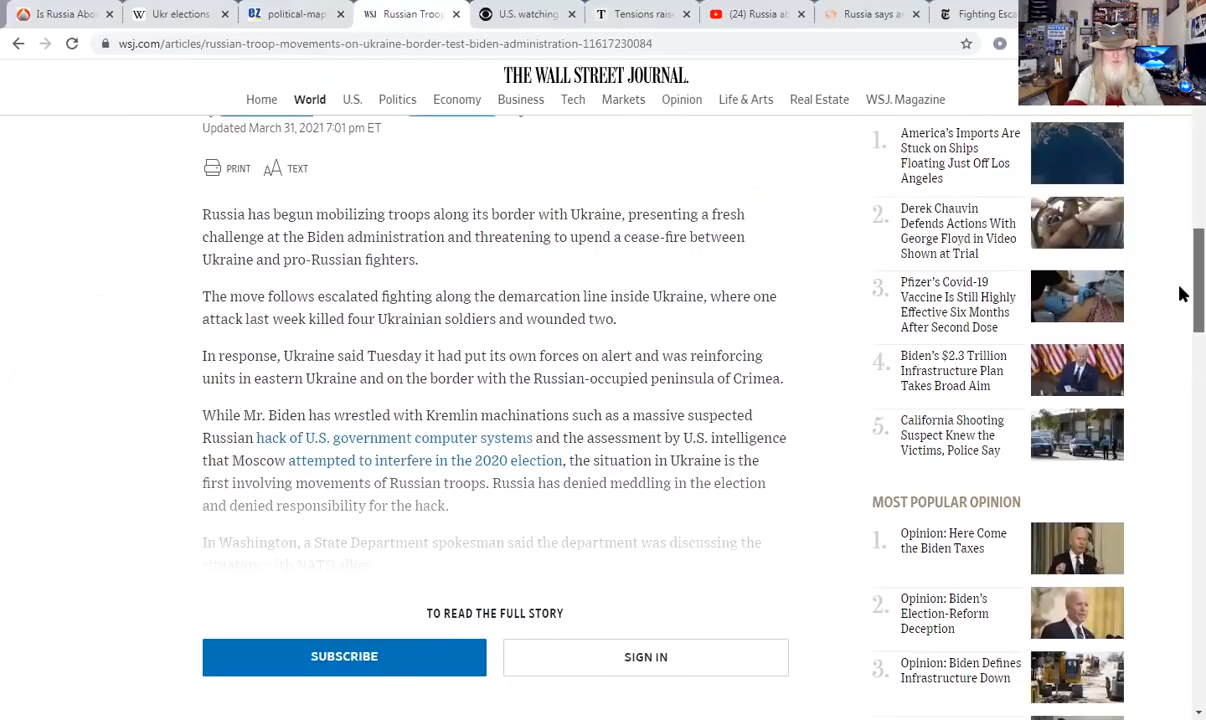 Is Russia Abo
Ukr elections
political-map
Russian Troop
U.S. watching
Tensions raise
(24) Russia ab
Russia says a
Fighting Esca
wsj.com/articles/russian-troop-movements-on-ukraine-border-test-biden-administration-11617230084
THE WALL STREET JOURNAL.
Home World U.S. Politics Economy Business Tech Markets Opinion Life & Arts Real Estate WSJ. Magazine
Updated March 31, 2021 7:01 pm ET
PRINT TEXT
Russia has begun mobilizing troops along its border with Ukraine, presenting a fresh
challenge at the Biden administration and threatening to upend a cease-fire between
Ukraine and pro-Russian fighters.
The move follows escalated fighting along the demarcation line inside Ukraine, where one
attack last week killed four Ukrainian soldiers and wounded two.
In response, Ukraine said Tuesday it had put its own forces on alert and was reinforcing
units in eastern Ukraine and on the border with the Russian-occupied peninsula of Crimea.
While Mr. Biden has wrestled with Kremlin machinations such as a massive suspected
Russian hack of U.S. government computer systems and the assessment by U.S. intelligence
that Moscow attempted to interfere in the 2020 election, the situation in Ukraine is the
first involving movements of Russian troops. Russia has denied meddling in the election
and denied responsibility for the hack.
In Washington, a State Department spokesman said the department was discussing the
situation with NATO allies
TO READ THE FULL STORY
SUBSCRIBE
SIGN IN
1. America's Imports Are
Stuck on Ships
Floating Just Off Los
Angeles
2. Derek Chauvin
Defends Actions With
George Floyd in Video
Shown at Trial
3. Pfizer's Covid-19
Vaccine Is Still Highly
Effective Six Months
After Second Dose
4. Biden's $2.3 Trillion
Infrastructure Plan
Takes Broad Aim
5. California Shooting
Suspect Knew the
Victims, Police Say
MOST POPULAR OPINION
1. Opinion: Here Come
the Biden Taxes
2. Opinion: Biden's
Election-Reform
Deception
3. Opinion: Biden Defines
Infrastructure Down